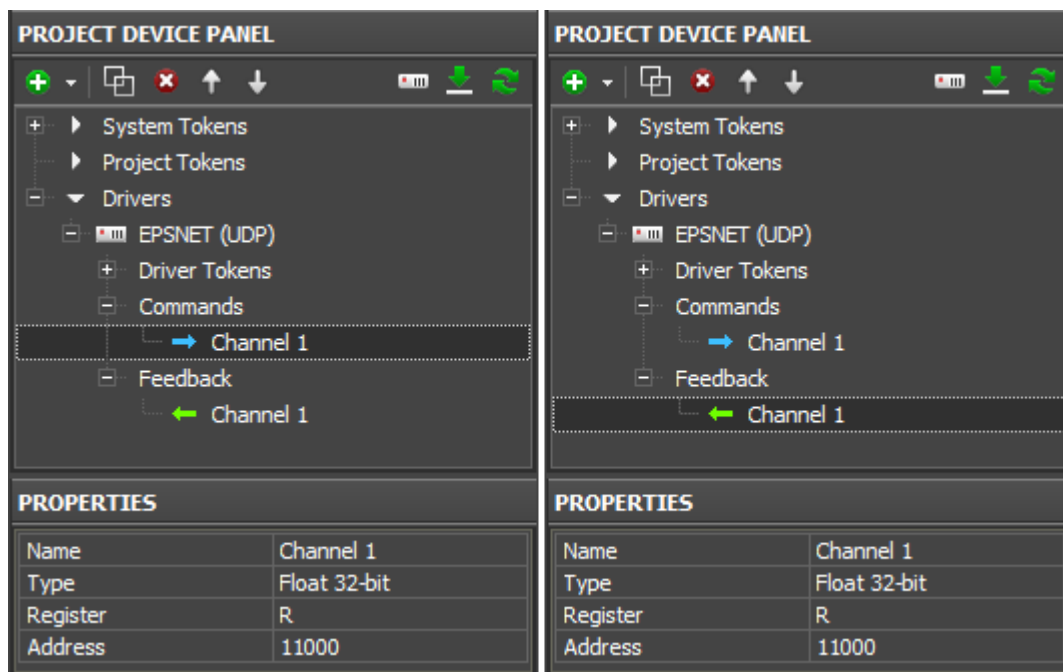 PROJECT DEVICE PANEL
System Tokens
Project Tokens
Drivers
EPSNET (UDP)
Driver Tokens
Commands
Channel 1
Feedback
Channel 1
PROPERTIES
Name Channel 1
Type Float 32-bit
Register R
Address 11000
PROJECT DEVICE PANEL
System Tokens
Project Tokens
Drivers
EPSNET (UDP)
Driver Tokens
Commands
Channel 1
Feedback
Channel 1
PROPERTIES
Name Channel 1
Type Float 32-bit
Register R
Address 11000